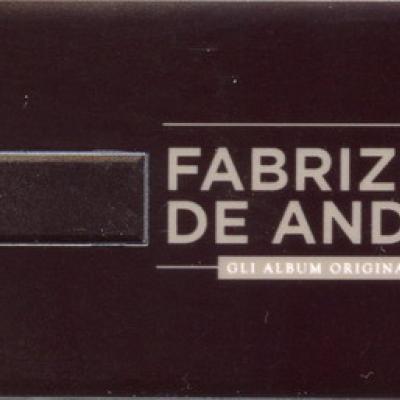 FABRIZ
DE AND
GLI ALBUM ORIGINA